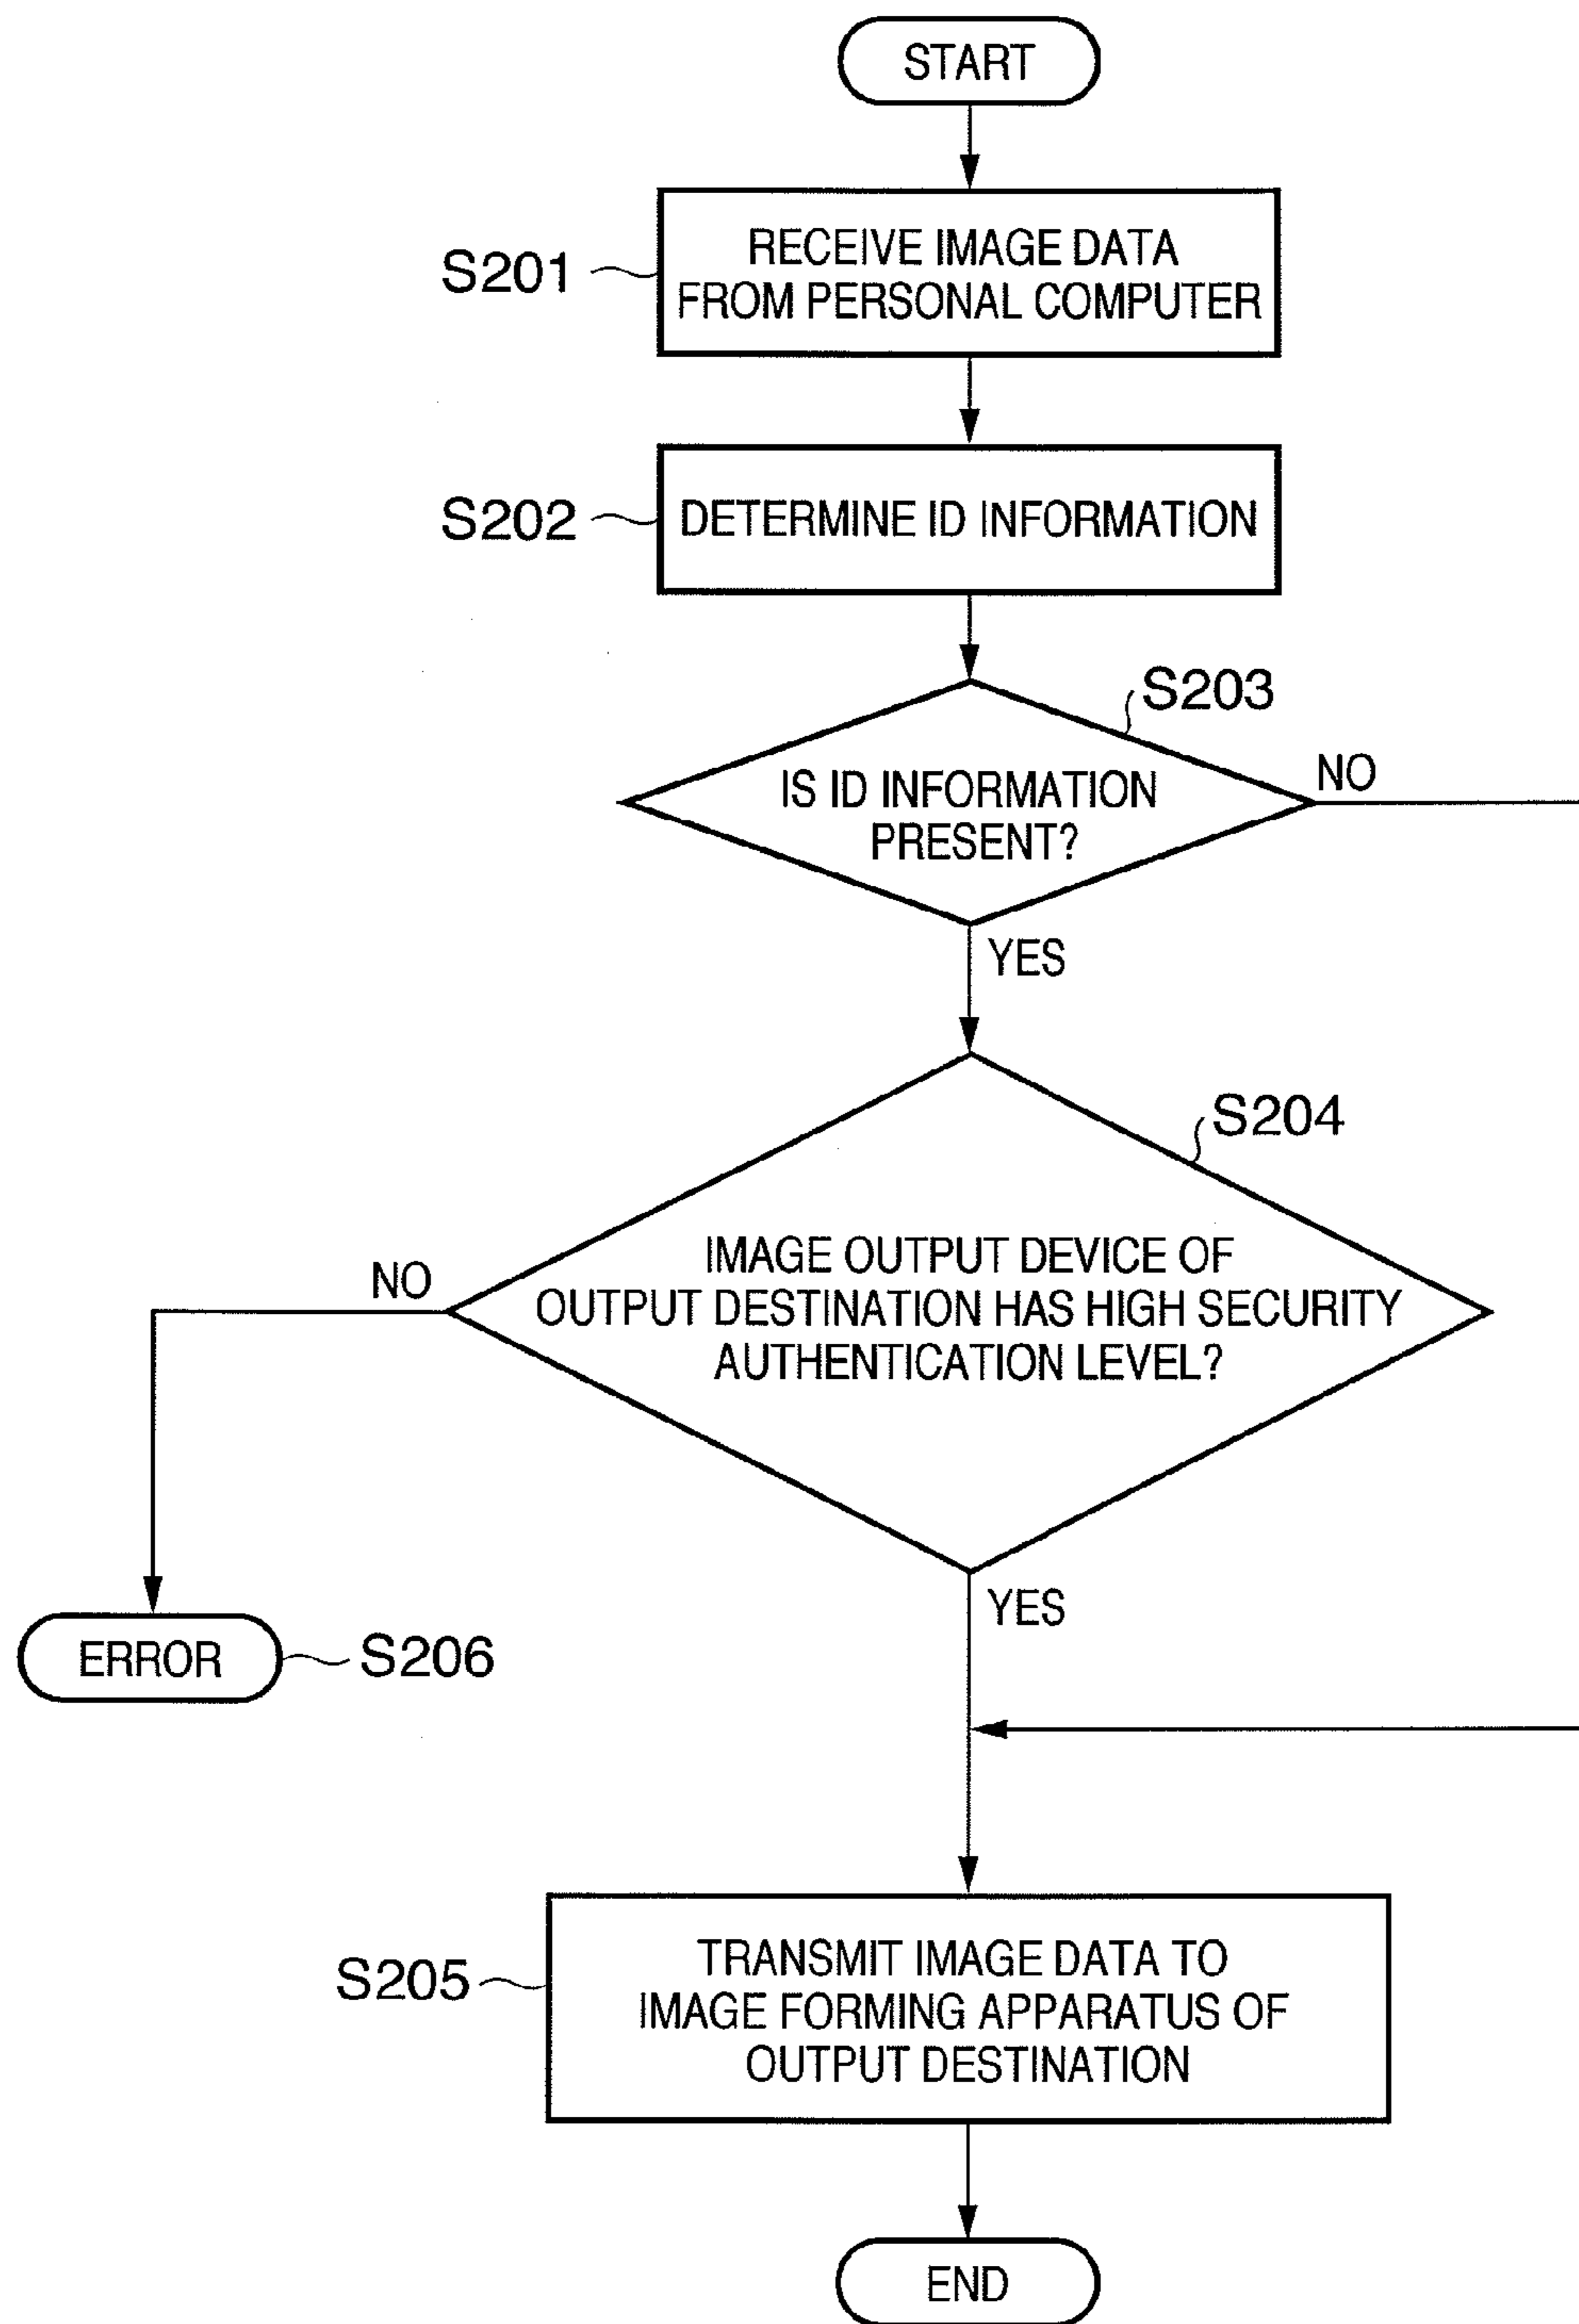 START
S201
RECEIVE IMAGE DATA
FROM PERSONAL COMPUTER
S202
DETERMINE ID INFORMATION
S203
IS ID INFORMATION
PRESENT?
NO
YES
S204
IMAGE OUTPUT DEVICE OF
OUTPUT DESTINATION HAS HIGH SECURITY
AUTHENTICATION LEVEL?
NO
YES
ERROR
S206
S205
TRANSMIT IMAGE DATA TO
IMAGE FORMING APPARATUS OF
OUTPUT DESTINATION
END